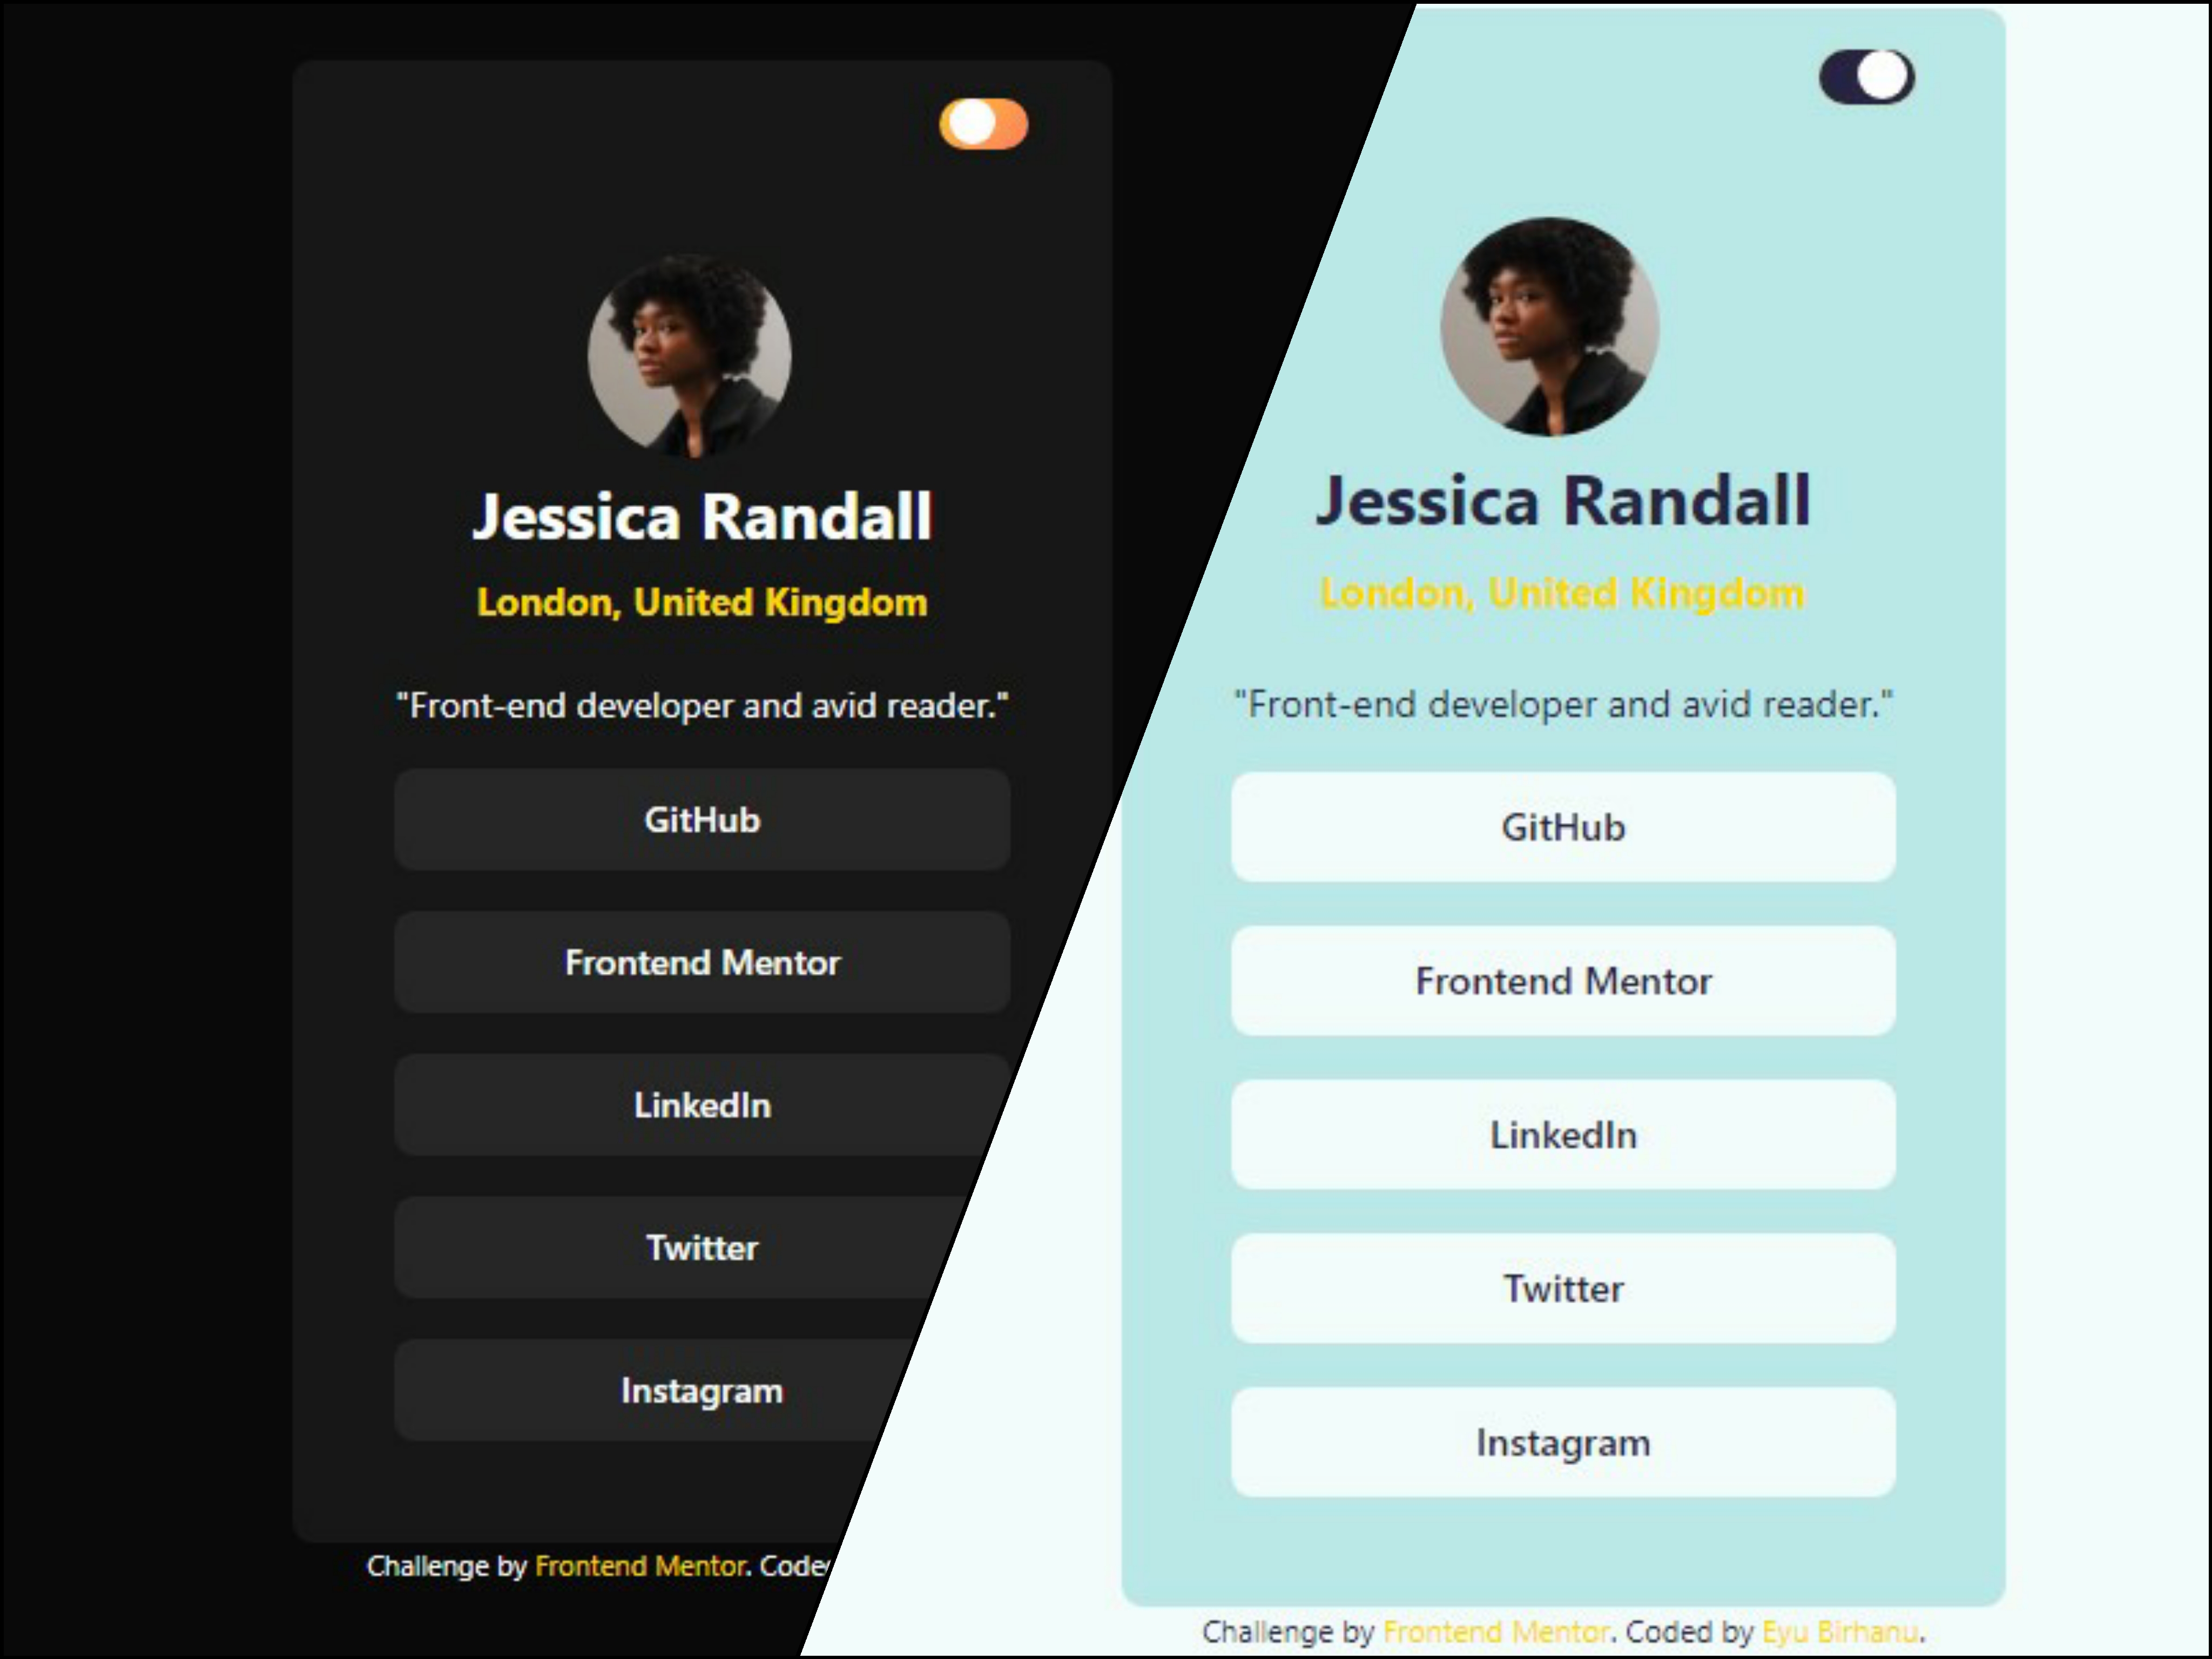 Jessica Randall
London, United Kingdom
"Front-end developer and avid reader."
GitHub
Frontend Mentor
LinkedIn
Twitter
Instagram
Challenge by Frontend Mentor. Code
Jessica Randall
London, United Kingdom
"Front-end developer and avid reader."
GitHub
Frontend Mentor
LinkedIn
Twitter
Instagram
Challenge by Frontend Mentor. Coded by Eyu Birhanu.